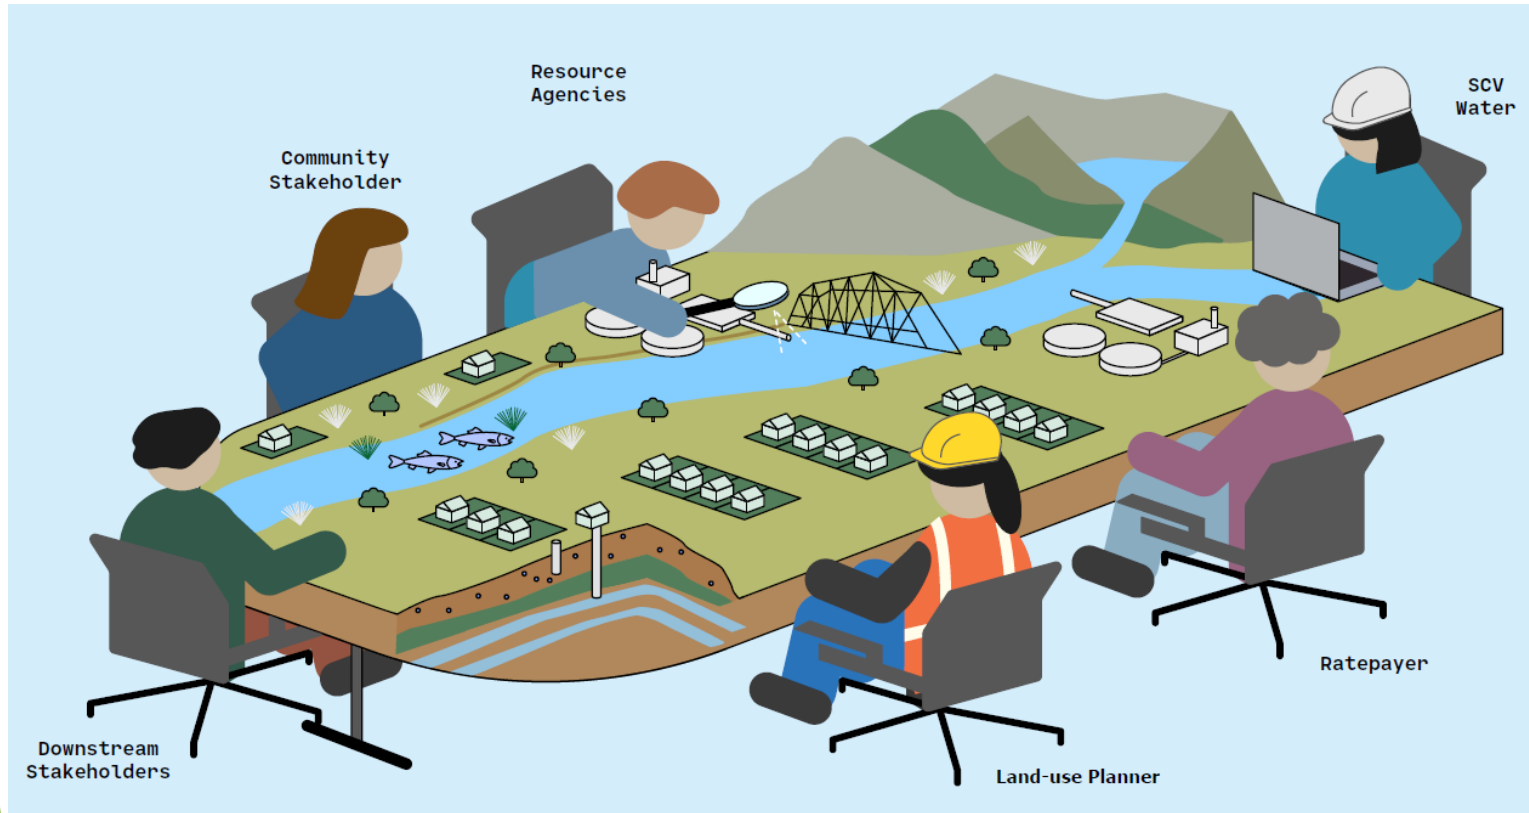 Resource
Agencies
SCV
Water
Community
Stakeholder
Ratepayer
Downstream
Stakeholders
Land-use Planner